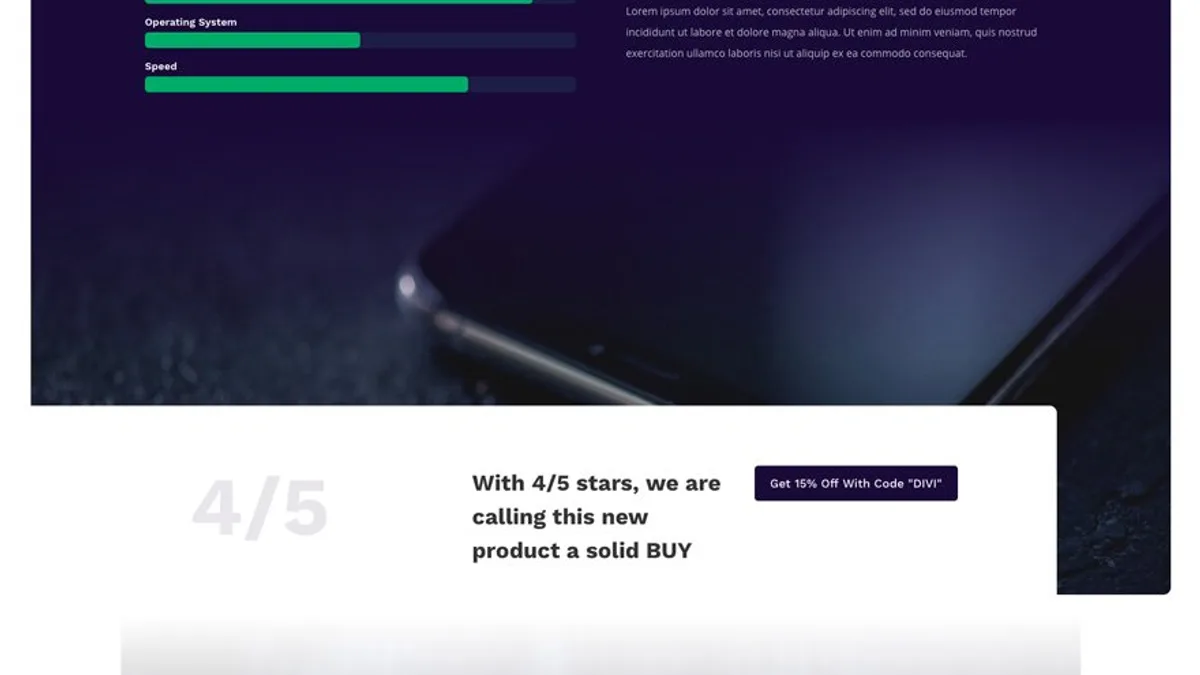 Operating System
Speed
Lorem ipsum dolor sit amet, consectetur adipiscing elit, sed do eiusmod tempor
incididunt ut labore et dolore magna aliqua. Ut enim ad minim veniam, quis nostrud
exercitation ullamco laboris nisi ut aliquip ex ea commodo consequat.
4/5
With 4/5 stars, we are
calling this new
product a solid BUY
Get 15% Off With Code "DIVI"